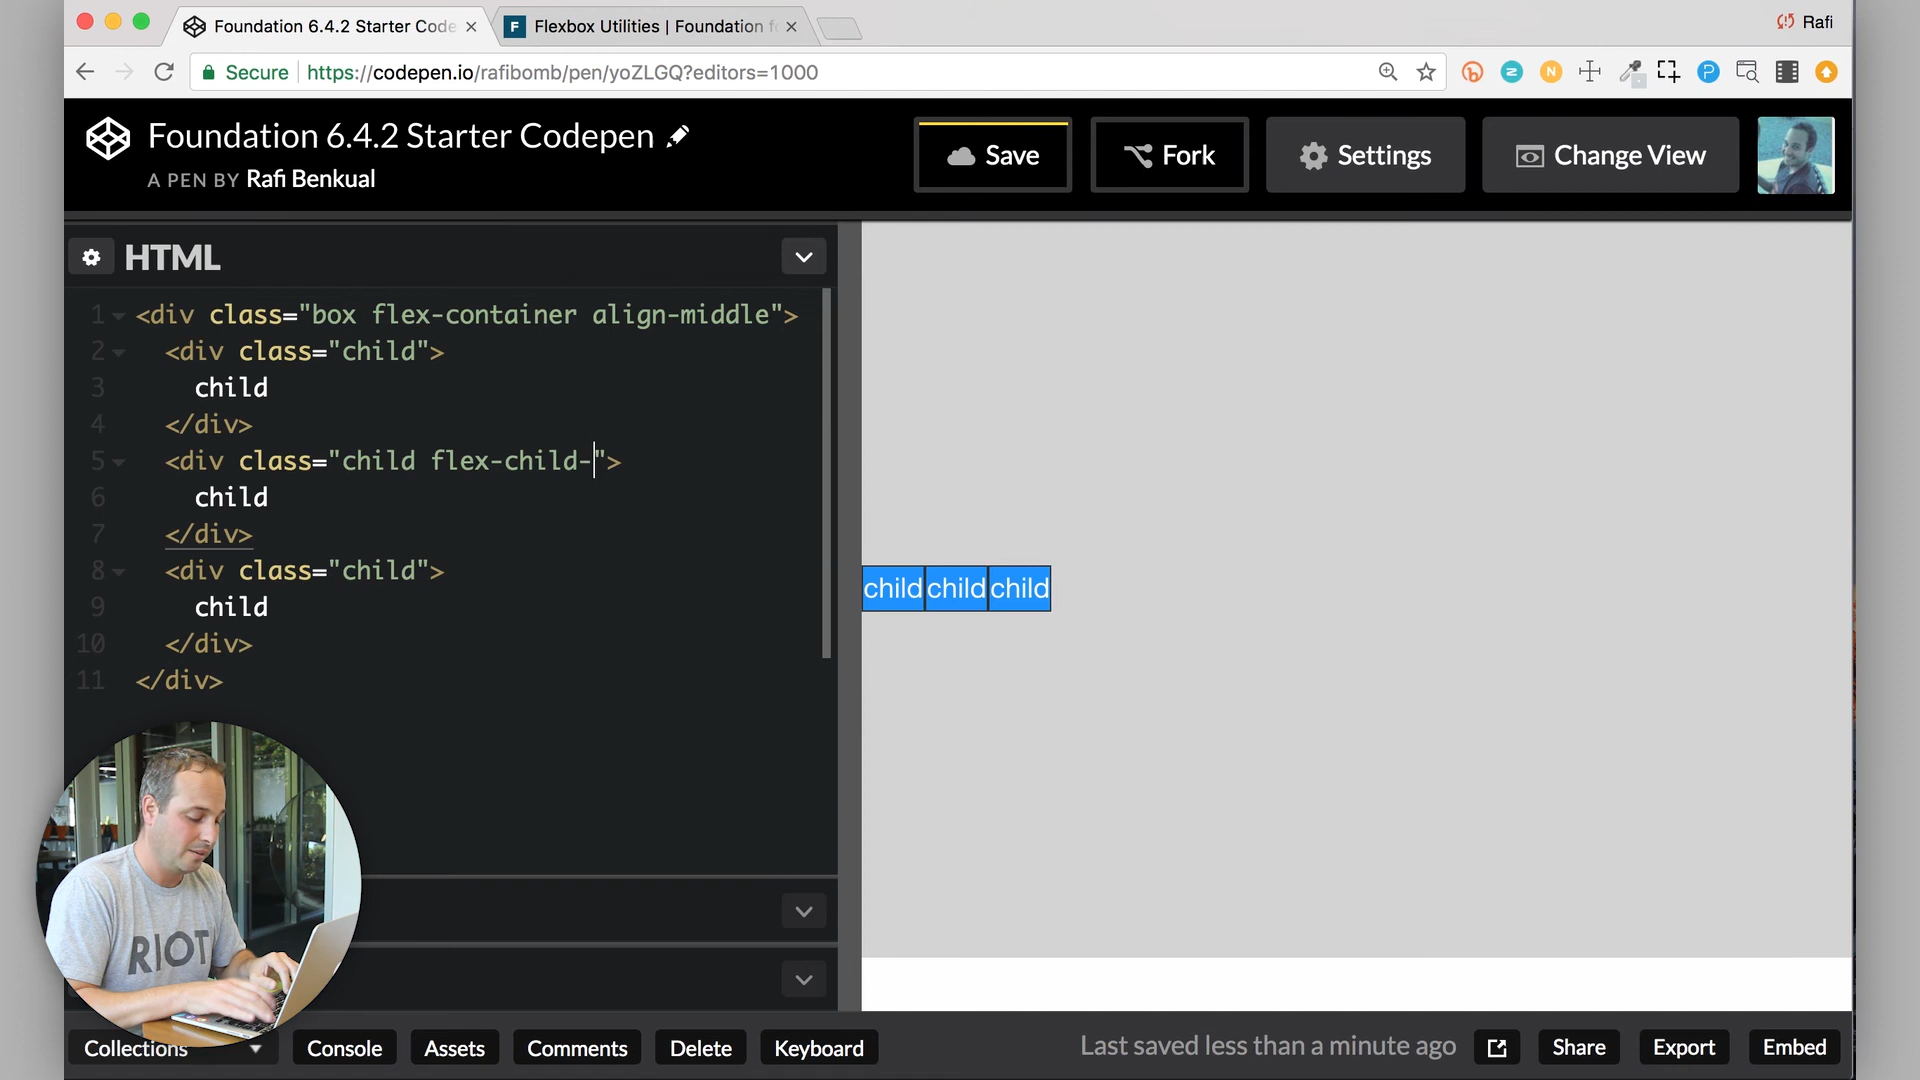 Foundation 6.4.2 Starter Code
Flexbox Utilities | Foundation f
Rafi
Secure https://codepen.io/rafibomb/pen/yoZLGQ?editors=1000
Foundation 6.4.2 Starter Codepen
A PEN BY Rafi Benkual
Save
Fork
Settings
Change View
HTML
1 <div class="box flex-container align-middle">
2 <div class="child">
3 child
4 </div>
5 <div class="child flex-child-">
6 child
7 </div>
8 <div class="child">
9 child
10 </div>
11 </div>
child child child
RIOT
Collections
Console
Assets
Comments
Delete
Keyboard
Last saved less than a minute ago
Share
Export
Embed